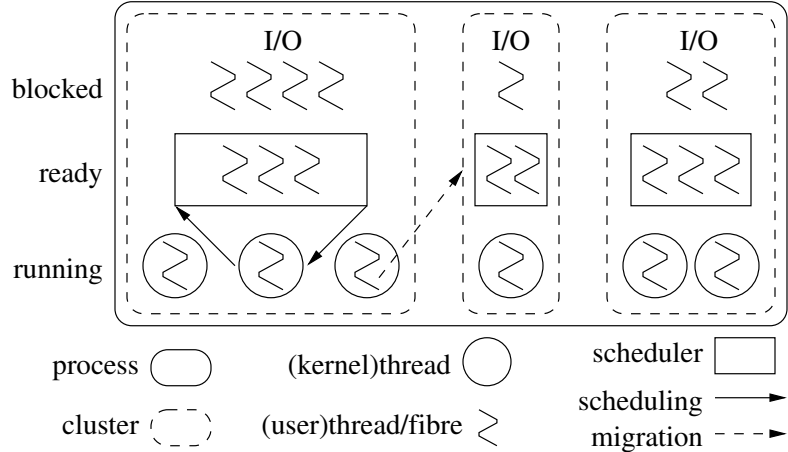 I/O I/O I/O
blocked
ready
running
process (kernel)thread scheduler
scheduling
cluster (user)thread/fibre
migration